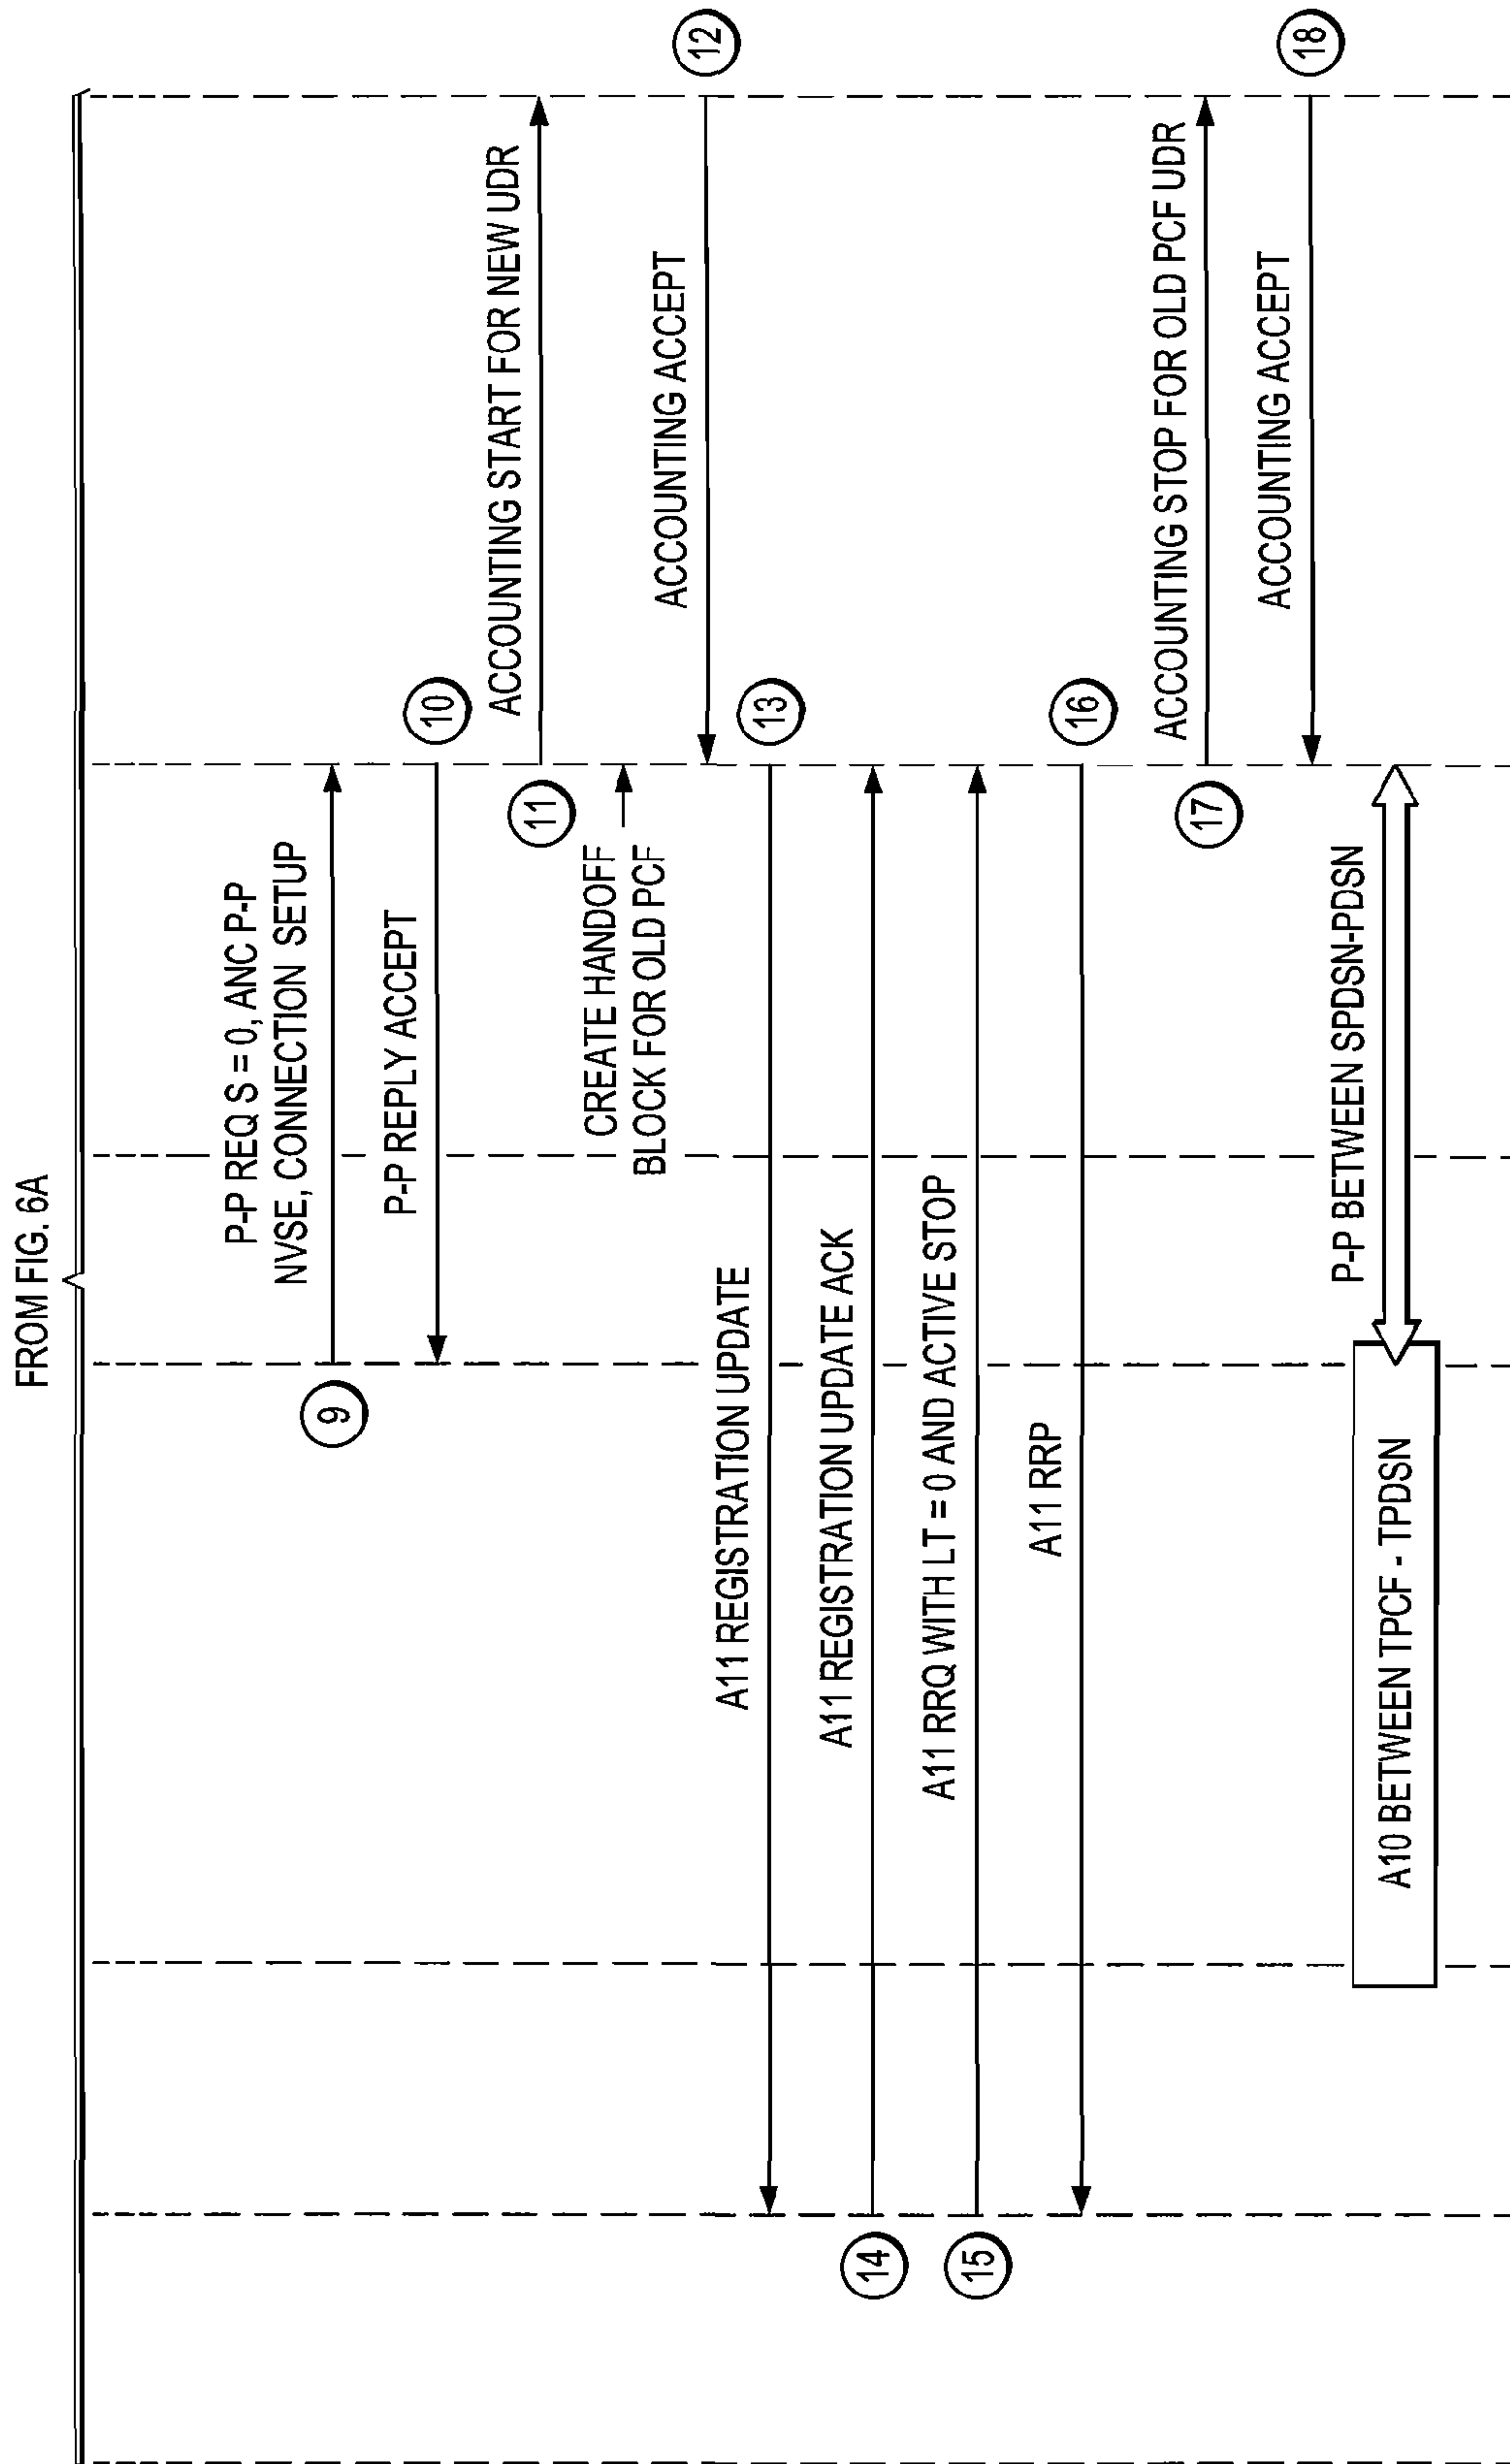 FROM FIG. 6A
P-P REQ S = 0, ANC P-P
NVSE, CONNECTION SETUP
9
P-P REPLY ACCEPT
10
ACCOUNTING START FOR NEW UDR
11
CREATE HANDOFF
BLOCK FOR OLD PCF
ACCOUNTING ACCEPT
12
A11 REGISTRATION UPDATE
13
A11 REGISTRATION UPDATE ACK
14
A11 RRQ WITH LT = 0 AND ACTIVE STOP
15
A11 RRP
16
ACCOUNTING STOP FOR OLD PCF UDR
17
ACCOUNTING ACCEPT
18
P-P BETWEEN SPDSN-PDSN
A10 BETWEEN TPCF - TPDSN